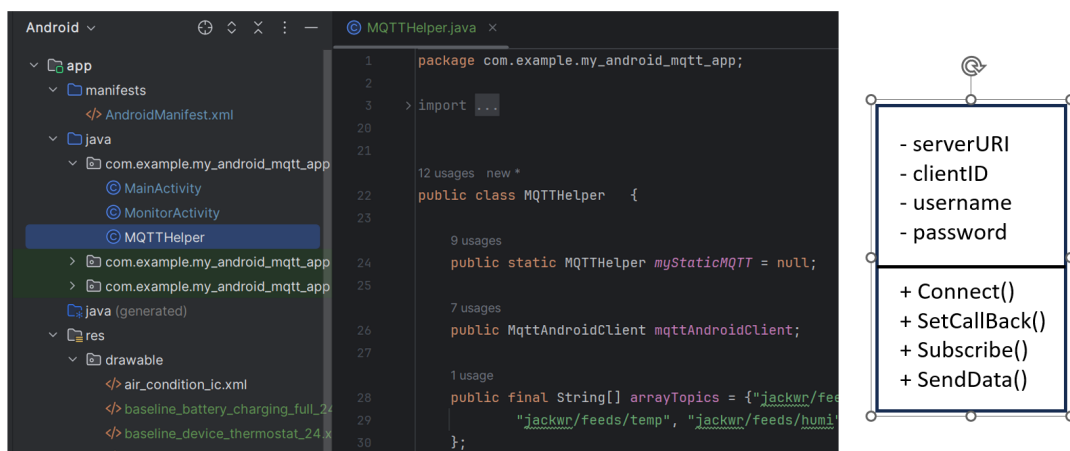 Android
app
manifests
AndroidManifest.xml
java
com.example.my_android_mqtt_app
MainActivity
MonitorActivity
MQTTHelper
com.example.my_android_mqtt_app
com.example.my_android_mqtt_app
java (generated)
res
drawable
air_condition_ic.xml
baseline_battery_charging_full_24
baseline_device_thermostat_24.x
MQTTHelper.java
1 package com.example.my_android_mqtt_app;
2
3 import ...
20
21
12 usages new *
22 public class MQTTHelper {
23
9 usages
24 public static MQTTHelper myStaticMQTT = null;
25
7 usages
26 public MqttAndroidClient mqttAndroidClient;
27
1 usage
28 public final String[] arrayTopics = {"jackwr/fee
29 "jackwr/feeds/temp", "jackwr/feeds/humi"
30 };
- serverURI
- clientID
- username
- password
+ Connect()
+ SetCallBack()
+ Subscribe()
+ SendData()